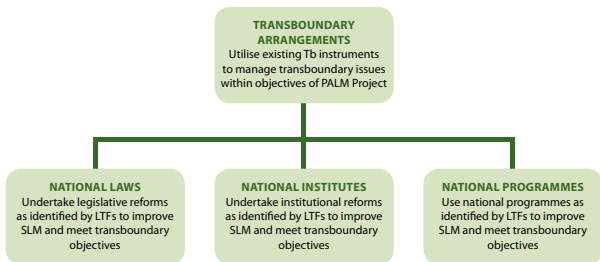 TRANSBOUNDARY
ARRANGEMENTS
Utilise existing Tb instruments
to manage transboundary issues
within objectives of PALM Project
NATIONAL LAWS
Undertake legislative reforms
as identified by LTFs to improve
SLM and meet transboundary
objectives
NATIONAL INSTITUTES
Undertake institutional reforms
as identified by LTFs to improve
SLM and meet transboundary
objectives
NATIONAL PROGRAMMES
Use national programmes as
identified by LTFs to improve
SLM and meet transboundary
objectives